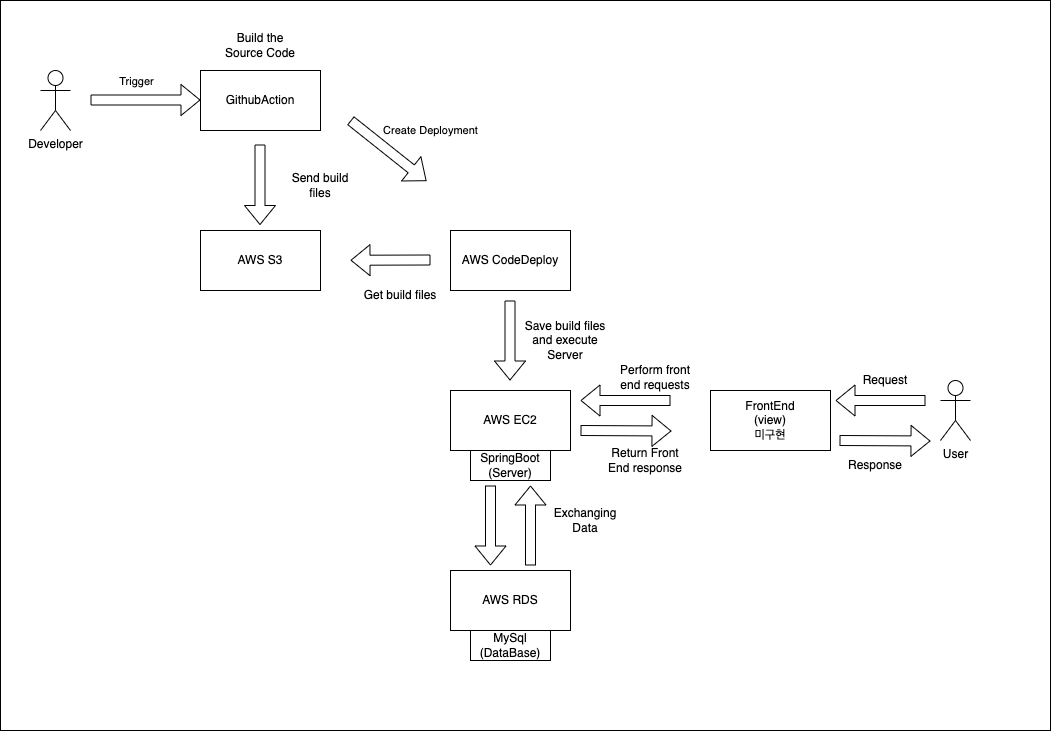 Build the
Source Code
Trigger
GithubAction
Developer
Create Deployment
Send build
files
AWS S3
AWS CodeDeploy
Get build files
Save build files
and execute
Server
Perform front
end requests
Request
AWS EC2
FrontEnd
(view)
미구현
SpringBoot
(Server)
Return Front
End response
Response
User
Exchanging
Data
AWS RDS
MySql
(DataBase)